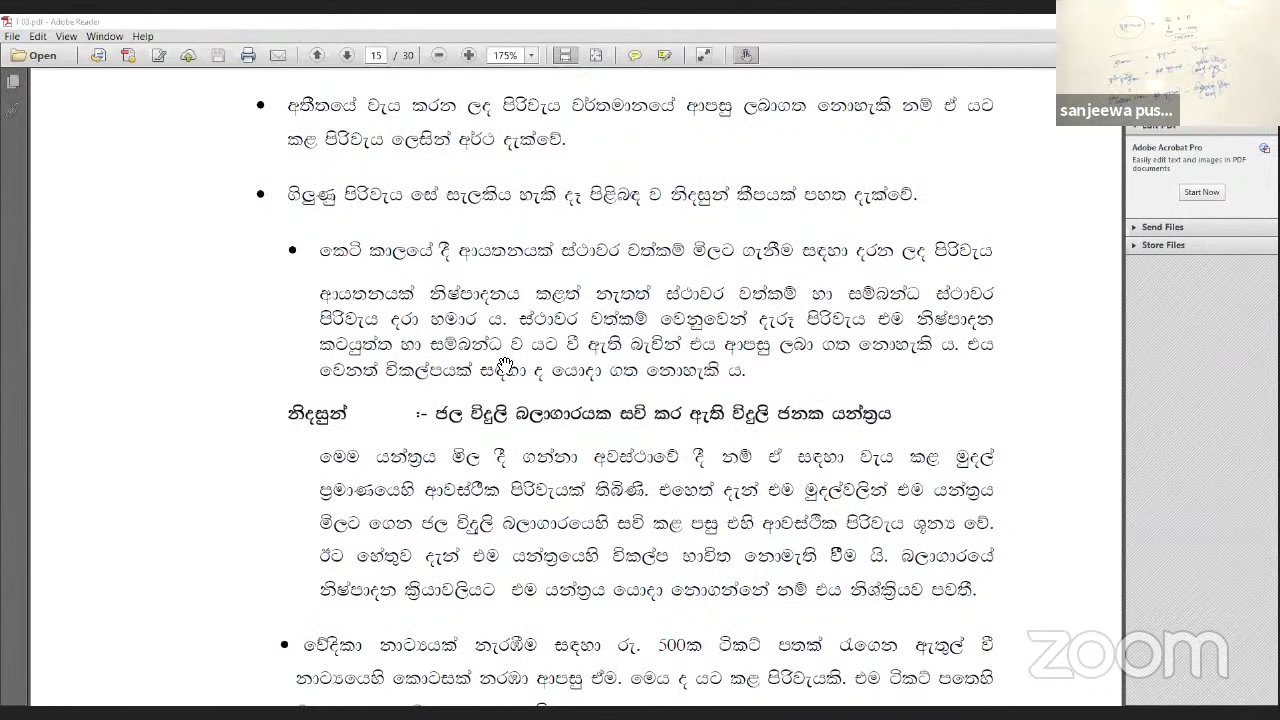 T 03.pdf - Adobe Reader
File Edit View Window Help
Open 15 / 30 175%
sanjeewa pus...
Adobe Acrobat Pro
Easily edit text and images in PDF
documents
Start Now
Send Files
Store Files
• අතීතයේ වැය කරන ලද පිරිවැය වර්තමානයේ ආපසු ලබාගත නොහැකි නම් ඒ යට
කළ පිරිවැය ලෙසින් අර්ථ දැක්වේ.
• ගිලුණු පිරිවැය සේ සැලකිය හැකි දෑ පිළිබඳ ව නිදසුන් කීපයක් පහත දැක්වේ.
• කෙටි කාලයේ දී ආයතනයක් ස්ථාවර වත්කම් මිලට ගැනීම සඳහා දරන ලද පිරිවැය
ආයතනයක් නිෂ්පාදනය කළත් නැතත් ස්ථාවර වත්කම් හා සම්බන්ධ ස්ථාවර
පිරිවැය දරා හමාර ය. ස්ථාවර වත්කම් වෙනුවෙන් දැරූ පිරිවැය එම නිෂ්පාදන
කටයුත්ත හා සම්බන්ධ ව යට වී ඇති බැවින් එය ආපසු ලබා ගත නොහැකි ය. එය
වෙනත් විකල්පයක් සඳහා ද යොදා ගත නොහැකි ය.
නිදසුන් :- ජල විදුලි බලාගාරයක සවි කර ඇති විදුලි ජනක යන්ත්‍රය
මෙම යන්ත්‍රය මිල දී ගන්නා අවස්ථාවේ දී නම් ඒ සඳහා වැය කළ මුදල්
ප්‍රමාණයෙහි ආවස්ථික පිරිවැයක් තිබිණි. එහෙත් දැන් එම මුදල්වලින් එම යන්ත්‍රය
මිලට ගෙන ජල විදුලි බලාගාරයෙහි සවි කළ පසු එහි ආවස්ථික පිරිවැය ශුන්‍ය වේ.
ඊට හේතුව දැන් එම යන්ත්‍රයෙහි විකල්ප භාවිත නොමැති වීම යි. බලාගාරයේ
නිෂ්පාදන ක්‍රියාවලියට එම යන්ත්‍රය යොදා නොගන්නේ නම් එය නිශ්ක්‍රියව පවතී.
• වේදිකා නාට්‍යයක් නැරඹීම සඳහා රු. 500ක ටිකට් පතක් රැගෙන ඇතුල් වී
නාට්‍යයෙහි කොටසක් නරඹා ආපසු ඒම. මෙය ද යට කළ පිරිවැයකි. එම ටිකට් පතෙහි
zoom